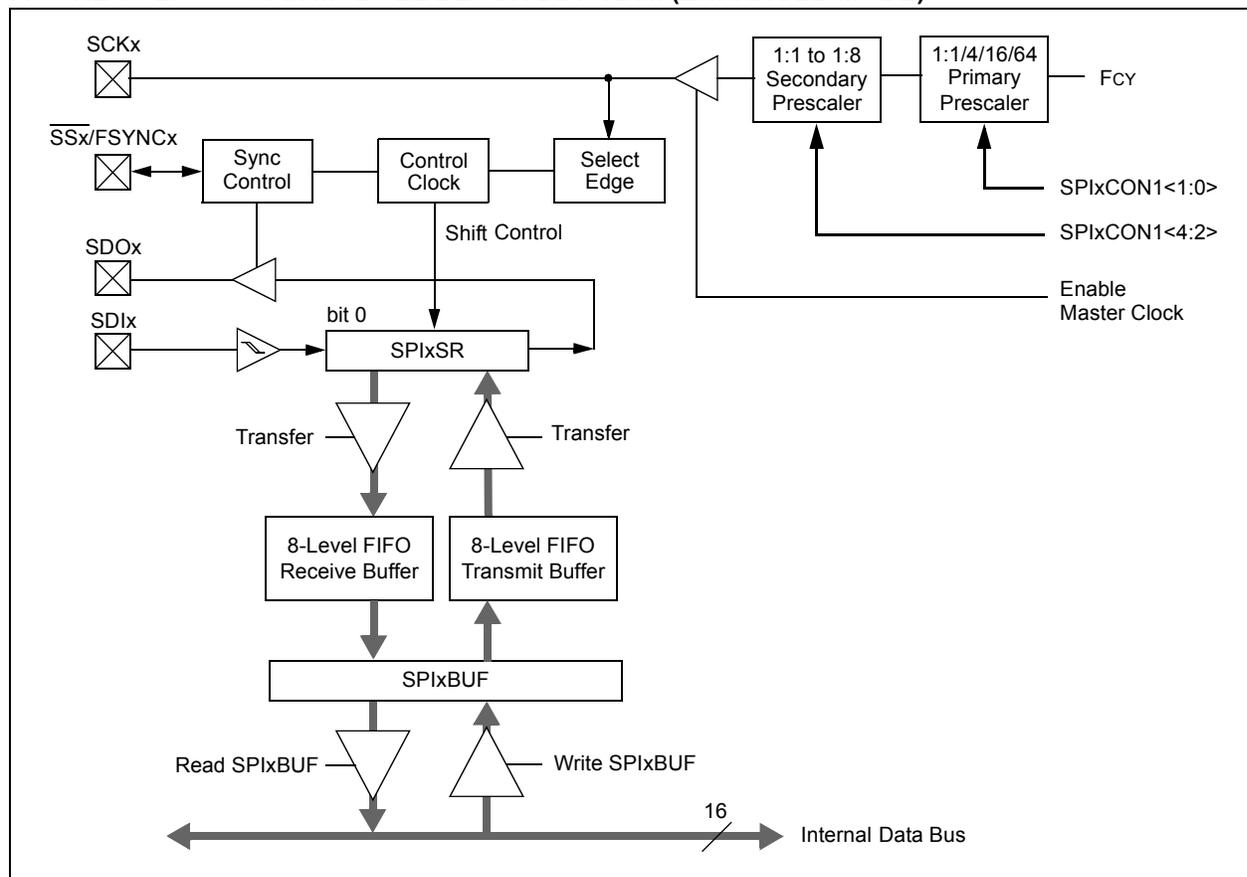 SCKx
1:1 to 1:8
Secondary
Prescaler
1:1/4/16/64
Primary
Prescaler
FCY
SSx/FSYNCx
Sync
Control
Control
Clock
Select
Edge
SPIxCON1<1:0>
Shift Control
SPIxCON1<4:2>
SDOx
Enable
Master Clock
bit 0
SDIx
SPIxSR
Transfer
Transfer
8-Level FIFO
Receive Buffer
8-Level FIFO
Transmit Buffer
SPIxBUF
Read SPIxBUF
Write SPIxBUF
16
Internal Data Bus